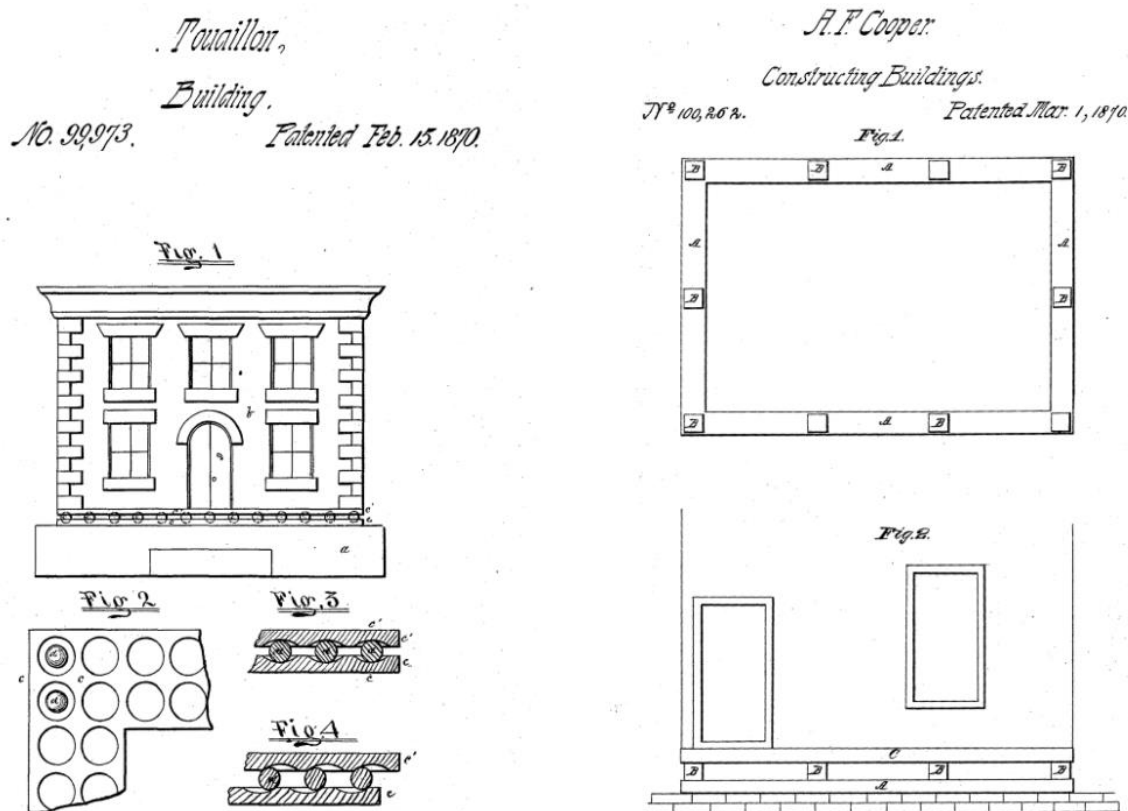 Touaillon,
Building.
No. 99,973. Patented Feb. 15. 1870.
Fig. 1
b
c'
c
a
Fig. 2
c
c
d
d
Fig. 3
c'
c'
c
c
Fig. 4
c'
c
A. F. Cooper.
Constructing Buildings.
Nº 100,262. Patented Mar. 1, 1870.
Fig. 1.
B B A B
A A
B B
B A B
Fig. 2.
C
B B B B
A